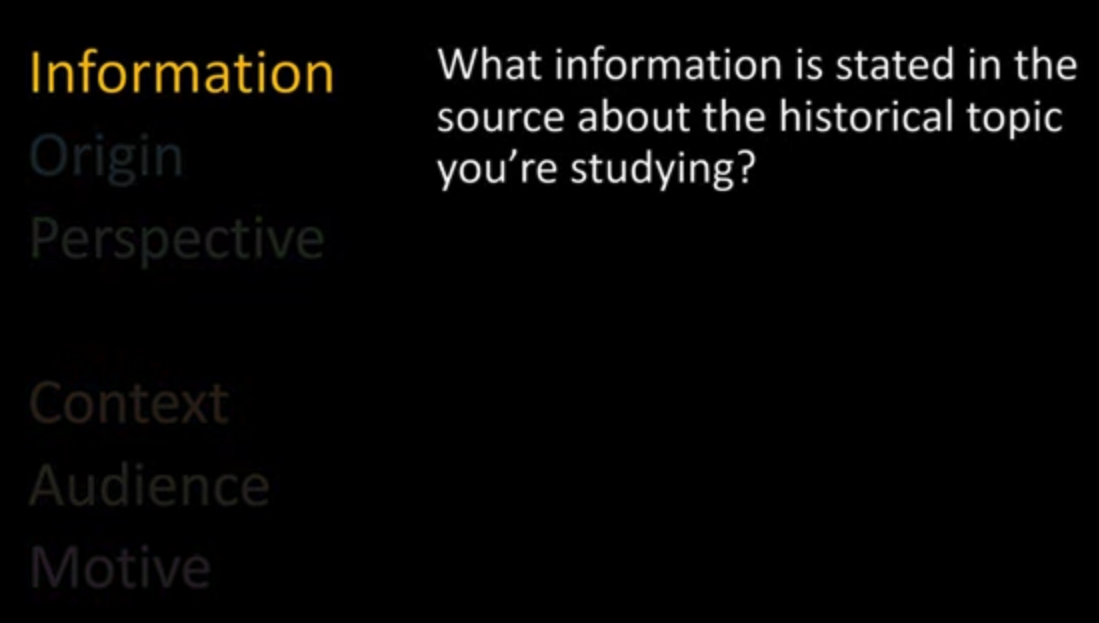 Information
Origin
Perspective
Context
Audience
Motive
What information is stated in the
source about the historical topic
you’re studying?